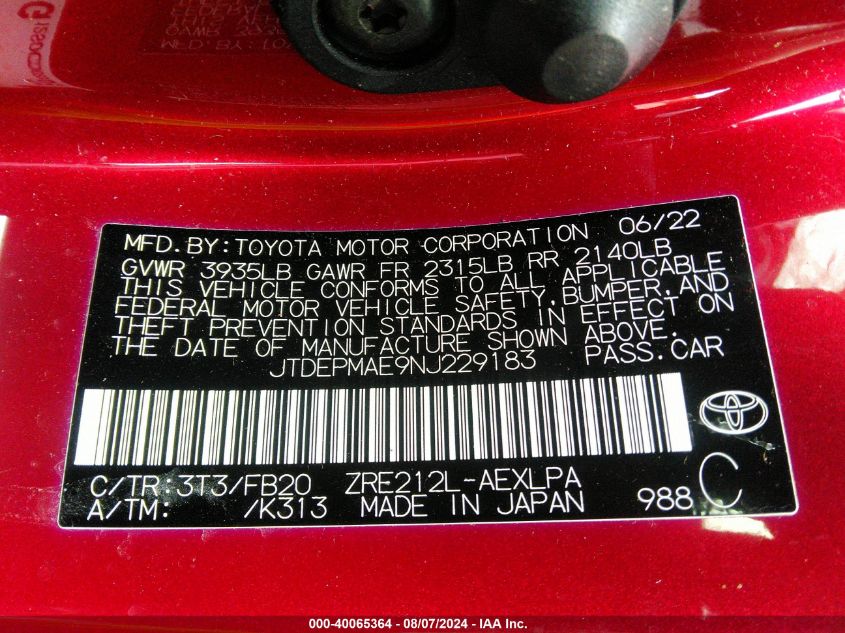 MFD. BY: TOYOTA MOTOR CORPORATION 06/22
GVWR 3935LB GAWR FR 2315LB RR 2140LB
THIS VEHICLE CONFORMS TO ALL APPLICABLE
FEDERAL MOTOR VEHICLE SAFETY, BUMPER, AND
THEFT PREVENTION STANDARDS IN EFFECT ON
THE DATE OF MANUFACTURE SHOWN ABOVE.
JTDEPMAE9NJ229183 PASS. CAR
C/TR: 3T3/FB20 ZRE212L-AEXLPA
A/TM: /K313 MADE IN JAPAN 988 C
000-40065364 - 08/07/2024 - IAA Inc.